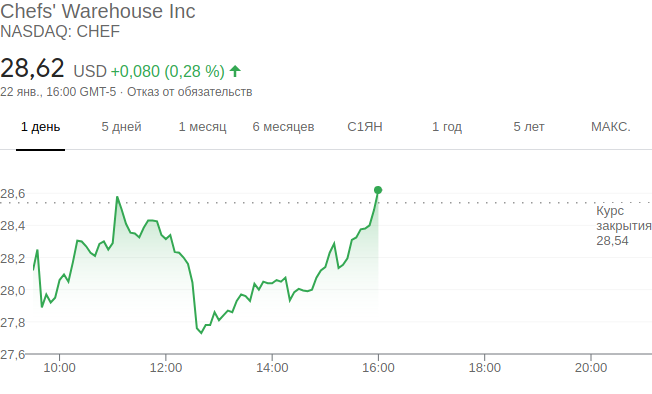 Chefs' Warehouse Inc
NASDAQ: CHEF
28,62 USD +0,080 (0,28 %)
22 янв., 16:00 GMT-5 · Отказ от обязательств
1 день 5 дней 1 месяц 6 месяцев С1ЯН 1 год 5 лет МАКС.
28,6
Курс
закрытия
28,54
28,4
28,2
28,0
27,8
27,6
10:00 12:00 14:00 16:00 18:00 20:00